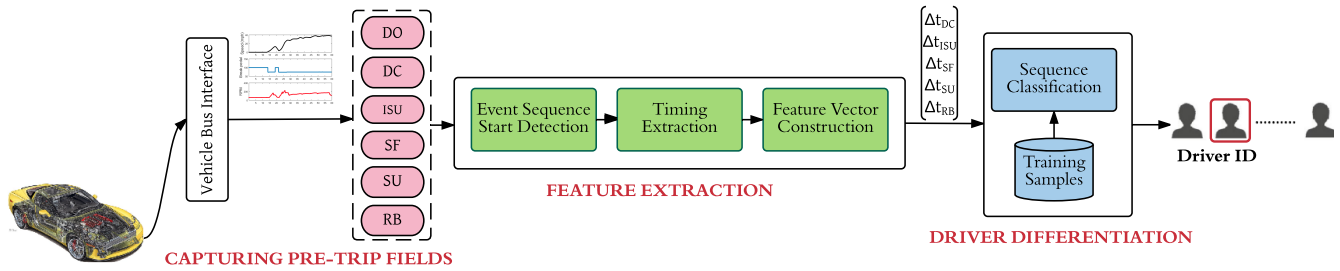 Vehicle Bus Interface
DO
DC
ISU
SF
SU
RB
CAPTURING PRE-TRIP FIELDS
Event Sequence
Start Detection
Timing
Extraction
Feature Vector
Construction
FEATURE EXTRACTION
Δt_DC
Δt_ISU
Δt_SF
Δt_SU
Δt_RB
Sequence
Classification
Training
Samples
DRIVER DIFFERENTIATION
Driver ID